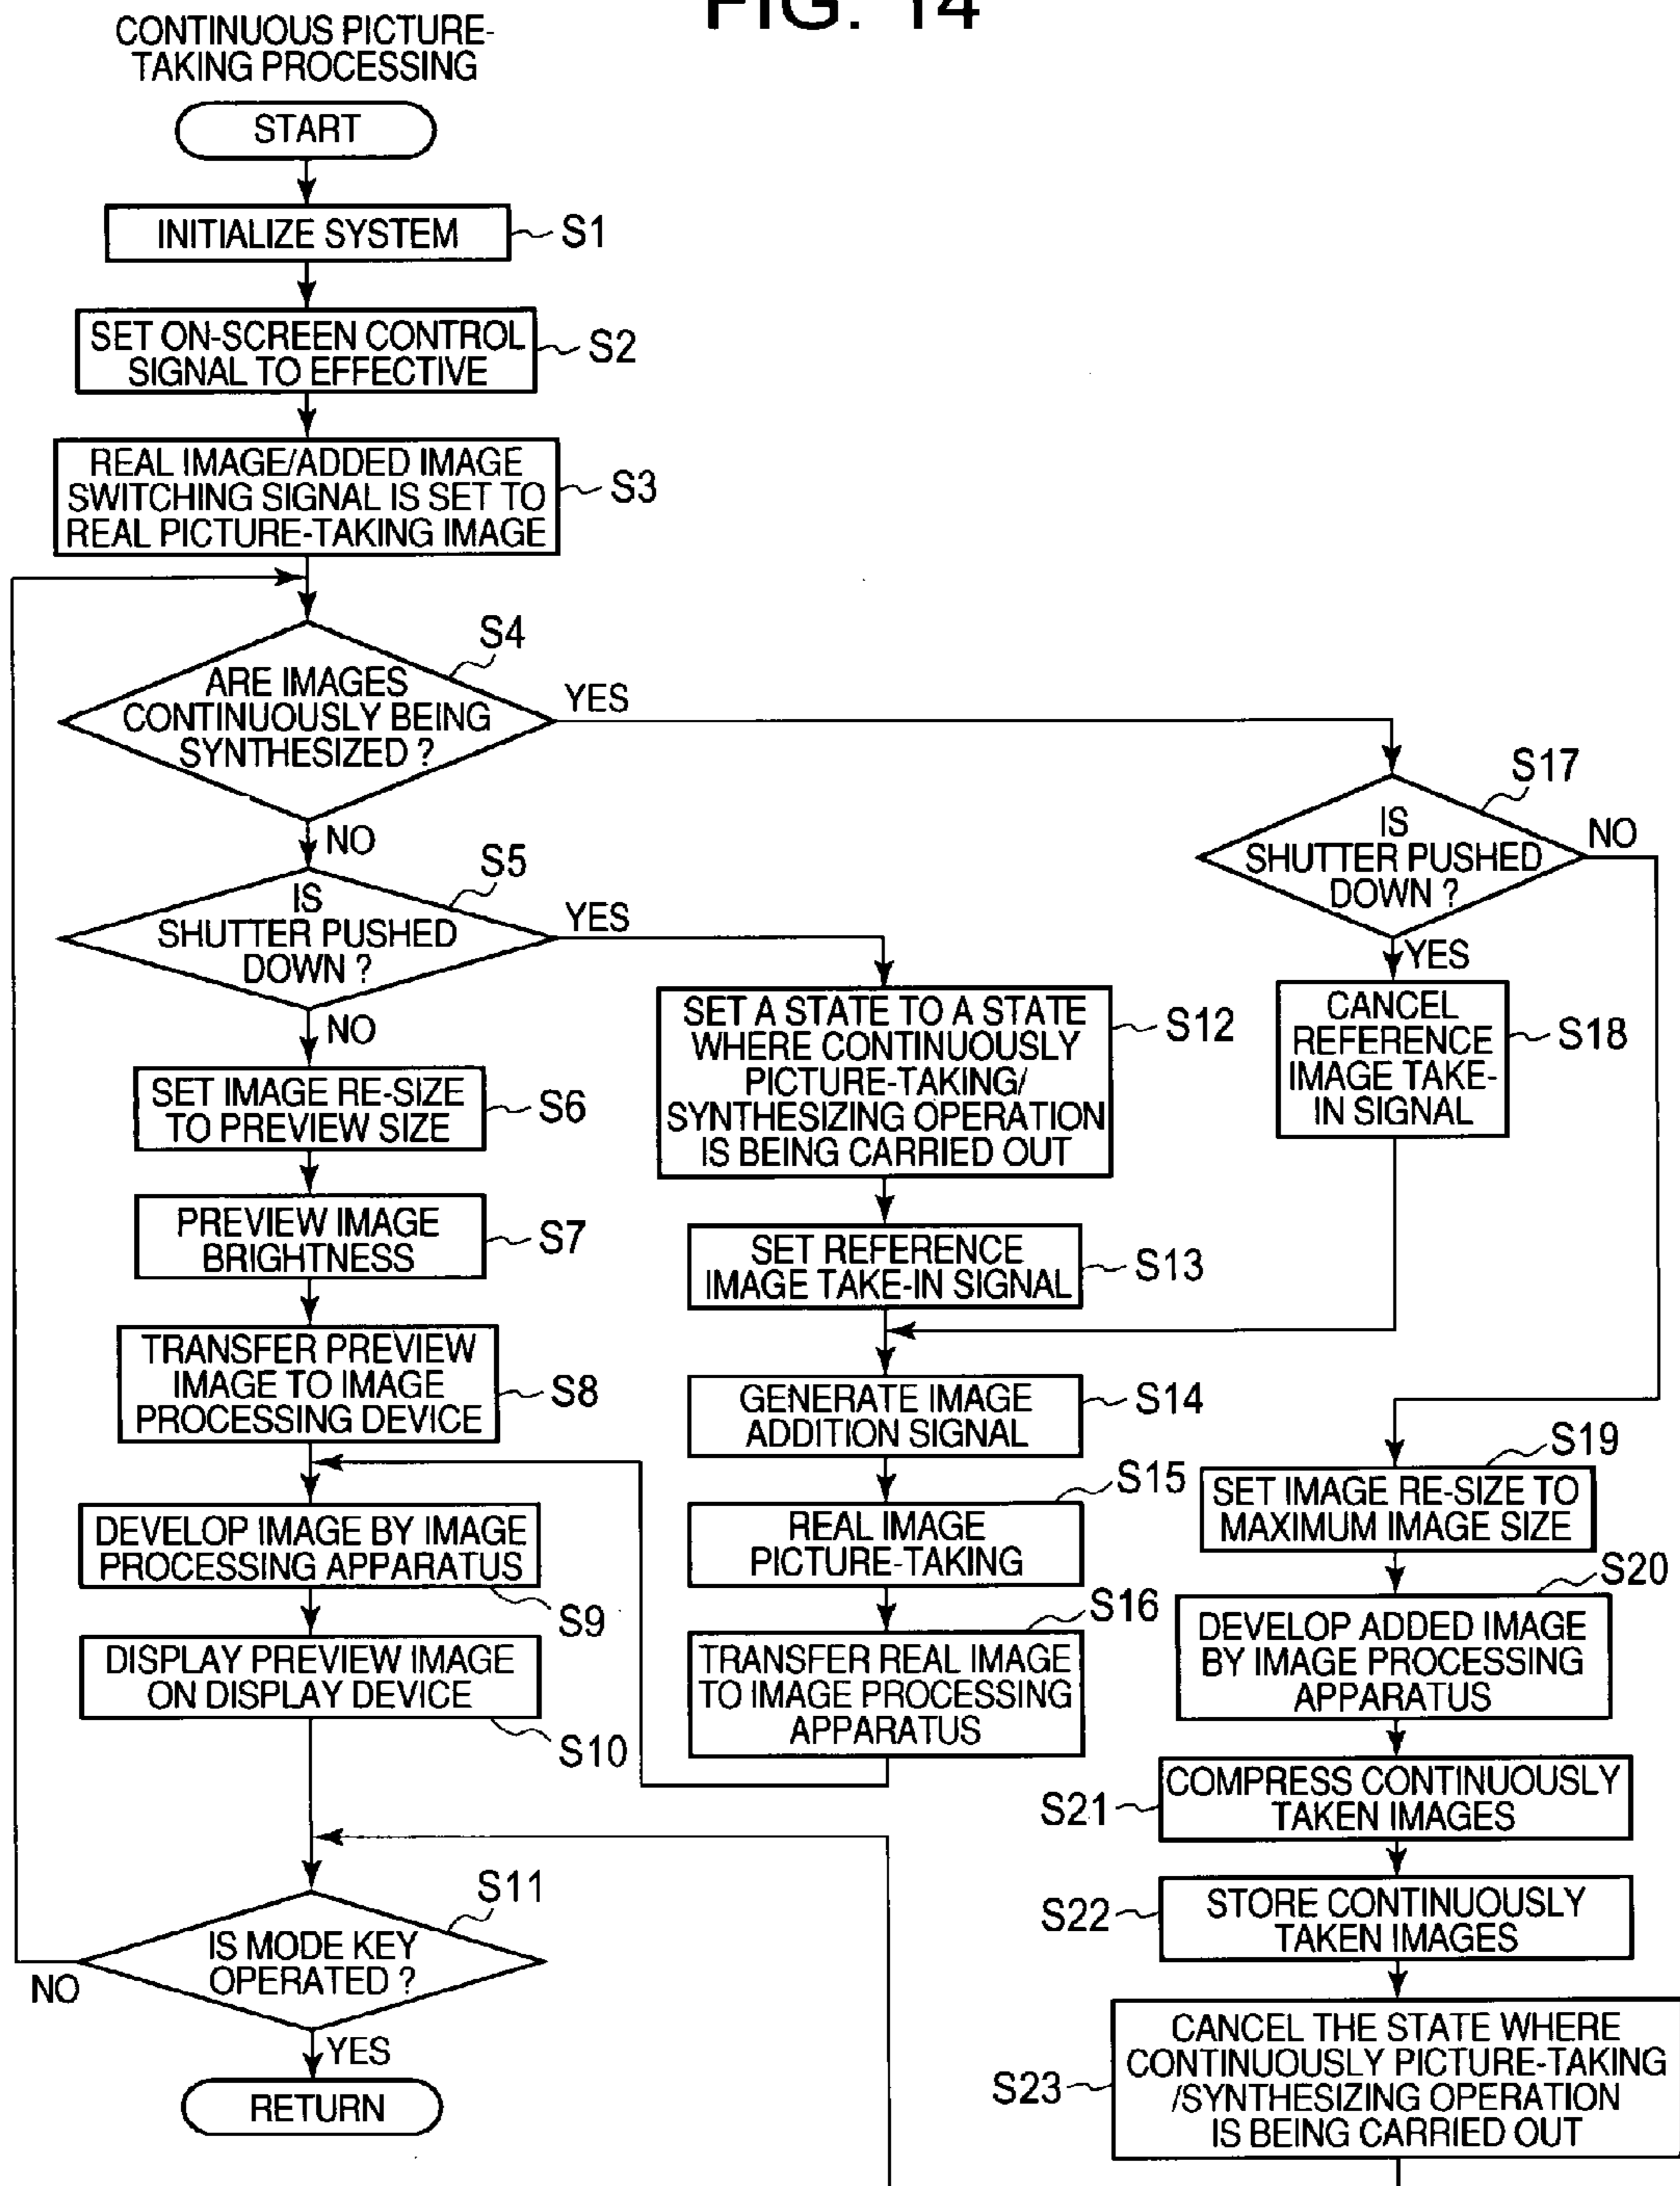 FIG. 14
CONTINUOUS PICTURE-
TAKING PROCESSING
START
INITIALIZE SYSTEM
S1
SET ON-SCREEN CONTROL
SIGNAL TO EFFECTIVE
S2
REAL IMAGE/ADDED IMAGE
SWITCHING SIGNAL IS SET TO
REAL PICTURE-TAKING IMAGE
S3
S4
ARE IMAGES
CONTINUOUSLY BEING
SYNTHESIZED ?
YES
NO
S5
IS
SHUTTER PUSHED
DOWN ?
YES
NO
SET IMAGE RE-SIZE
TO PREVIEW SIZE
S6
PREVIEW IMAGE
BRIGHTNESS
S7
TRANSFER PREVIEW
IMAGE TO IMAGE
PROCESSING DEVICE
S8
DEVELOP IMAGE BY IMAGE
PROCESSING APPARATUS
S9
DISPLAY PREVIEW IMAGE
ON DISPLAY DEVICE
S10
S11
IS MODE KEY
OPERATED ?
NO
YES
RETURN
SET A STATE TO A STATE
WHERE CONTINUOUSLY
PICTURE-TAKING/
SYNTHESIZING OPERATION
IS BEING CARRIED OUT
S12
SET REFERENCE
IMAGE TAKE-IN SIGNAL
S13
GENERATE IMAGE
ADDITION SIGNAL
S14
S15
REAL IMAGE
PICTURE-TAKING
S16
TRANSFER REAL IMAGE
TO IMAGE PROCESSING
APPARATUS
S17
IS
SHUTTER PUSHED
DOWN ?
NO
YES
CANCEL
REFERENCE
IMAGE TAKE-
IN SIGNAL
S18
S19
SET IMAGE RE-SIZE TO
MAXIMUM IMAGE SIZE
S20
DEVELOP ADDED IMAGE
BY IMAGE PROCESSING
APPARATUS
S21
COMPRESS CONTINUOUSLY
TAKEN IMAGES
S22
STORE CONTINUOUSLY
TAKEN IMAGES
S23
CANCEL THE STATE WHERE
CONTINUOUSLY PICTURE-TAKING
/SYNTHESIZING OPERATION
IS BEING CARRIED OUT